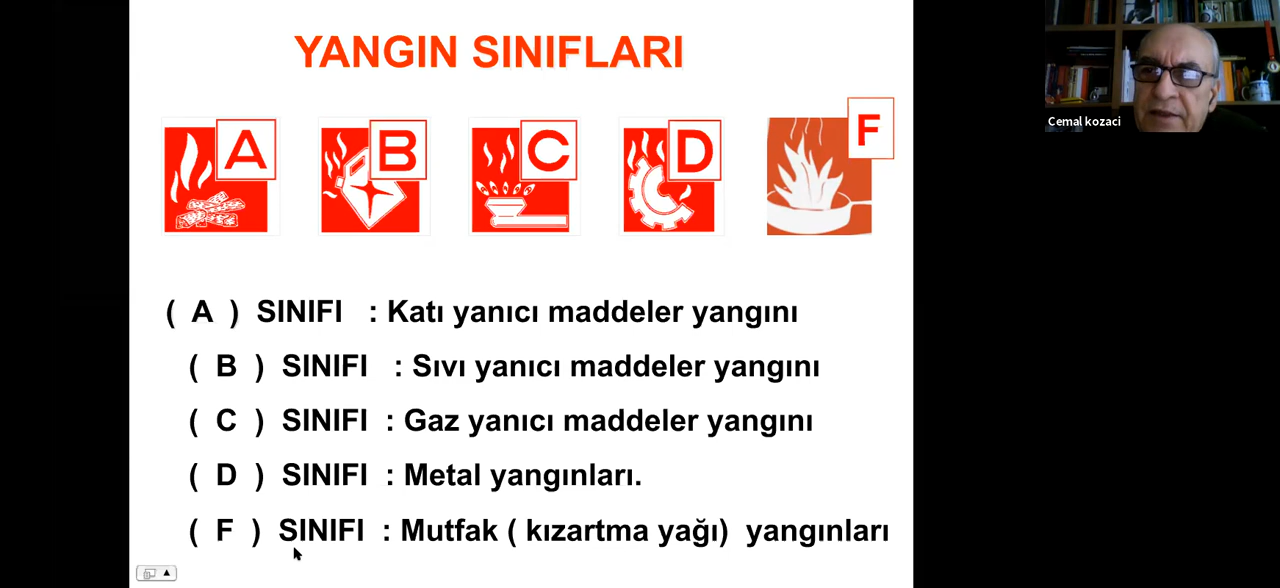 YANGIN SINIFLARI
A
B
C
D
F
Cemal kozaci
( A ) SINIFI : Katı yanıcı maddeler yangını
( B ) SINIFI : Sıvı yanıcı maddeler yangını
( C ) SINIFI : Gaz yanıcı maddeler yangını
( D ) SINIFI : Metal yangınları.
( F ) SINIFI : Mutfak ( kızartma yağı) yangınları